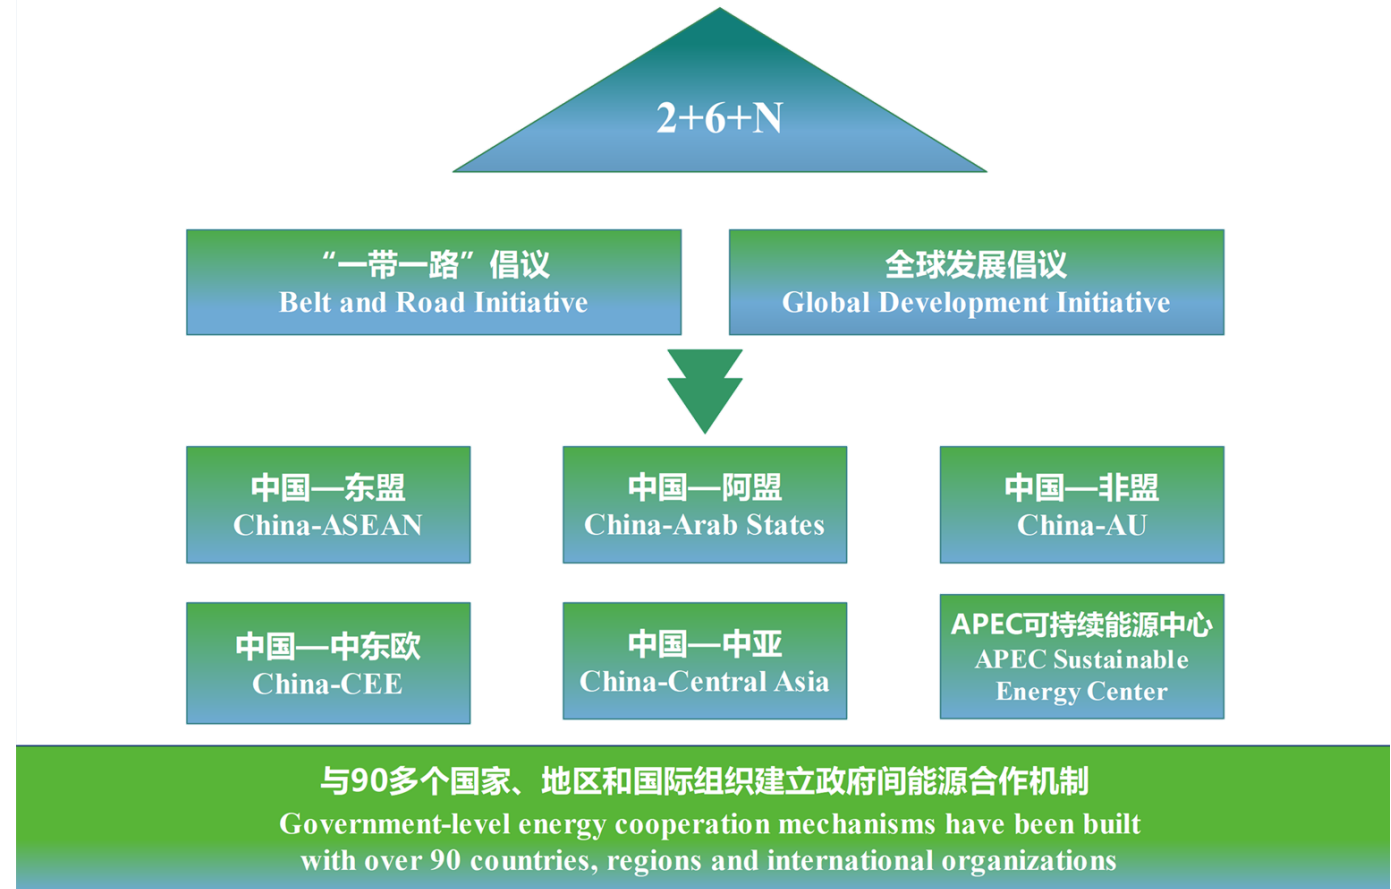 2+6+N
“一带一路”倡议
Belt and Road Initiative
全球发展倡议
Global Development Initiative
中国—东盟
China-ASEAN
中国—阿盟
China-Arab States
中国—非盟
China-AU
中国—中东欧
China-CEE
中国—中亚
China-Central Asia
APEC可持续能源中心
APEC Sustainable
Energy Center
与90多个国家、地区和国际组织建立政府间能源合作机制
Government-level energy cooperation mechanisms have been built
with over 90 countries, regions and international organizations